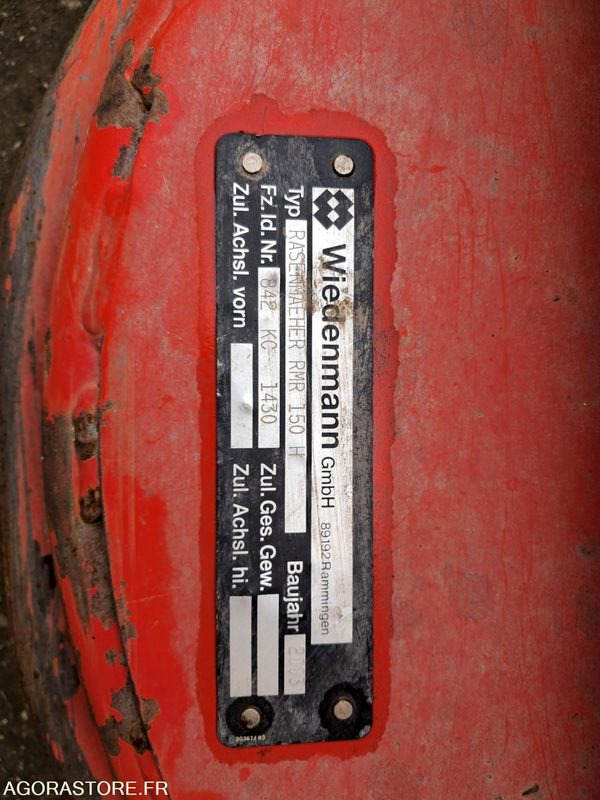 Wiedenmann GmbH 89192 Rammingen
Typ RASENMAEHER RMR 150 H Baujahr
Fz. Id. Nr. 842 KC 1430 Zul. Ges. Gew.
Zul. Achsl. vorn Zul. Achsl. hi.
AGORASTORE.FR